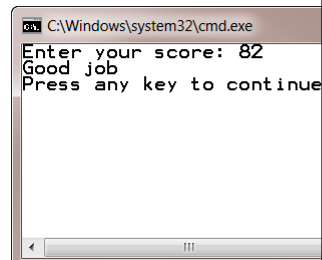 C:\Windows\system32\cmd.exe
Enter your score: 82
Good job
Press any key to continue